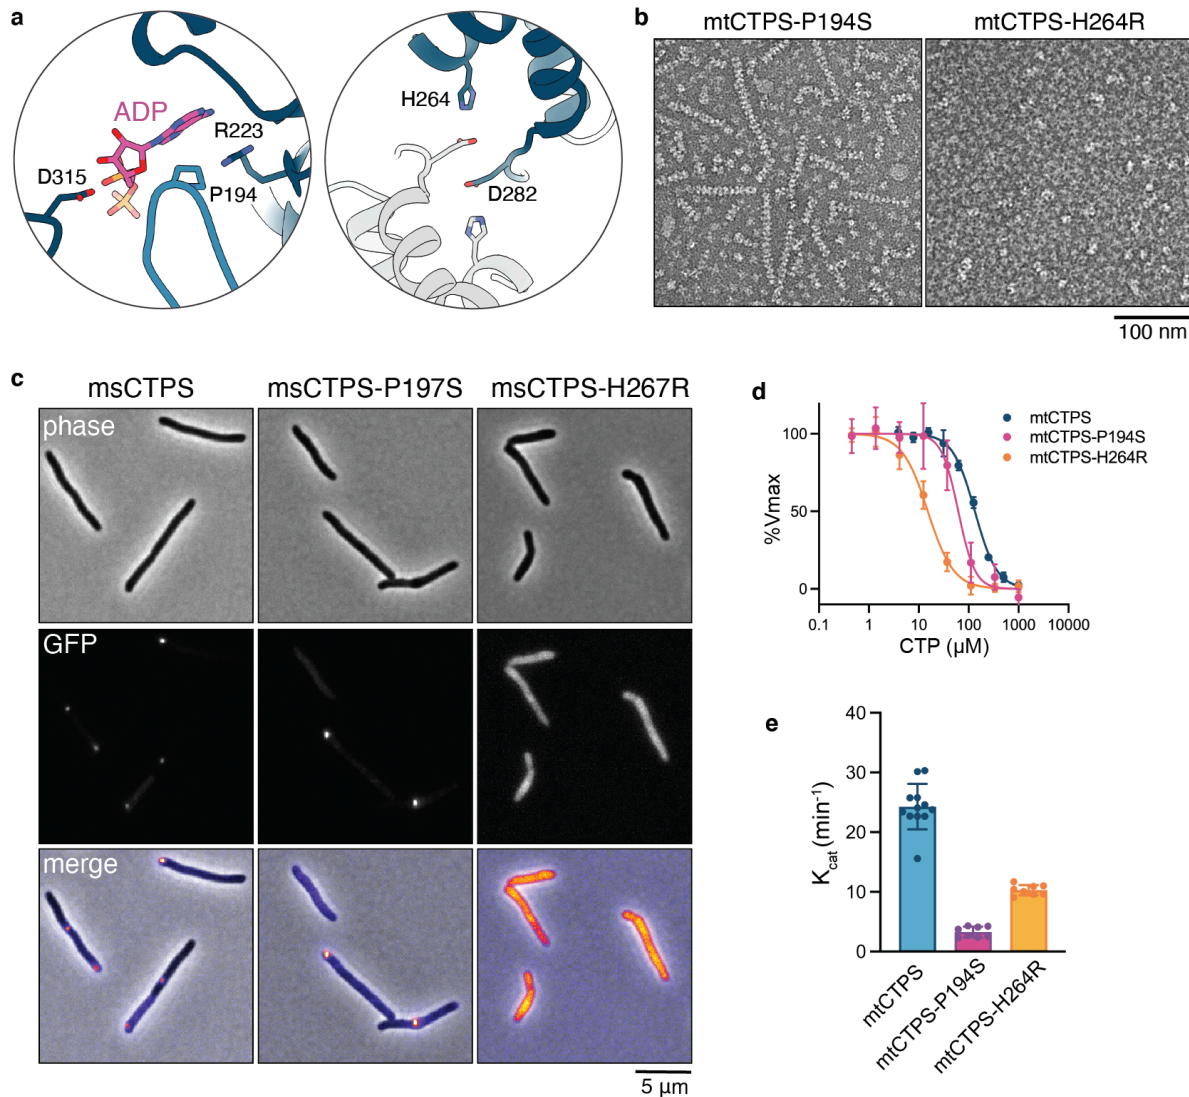 a
ADP
R223
D315
P194
H264
D282
b
mtCTPS-P194S
mtCTPS-H264R
100 nm
c
msCTPS
msCTPS-P197S
msCTPS-H267R
phase
GFP
merge
5 µm
d
100
50
0
%Vmax
0.1
1
10
100
1000
10000
CTP (µM)
mtCTPS
mtCTPS-P194S
mtCTPS-H264R
e
40
30
20
10
0
Kcat (min-1)
mtCTPS
mtCTPS-P194S
mtCTPS-H264R